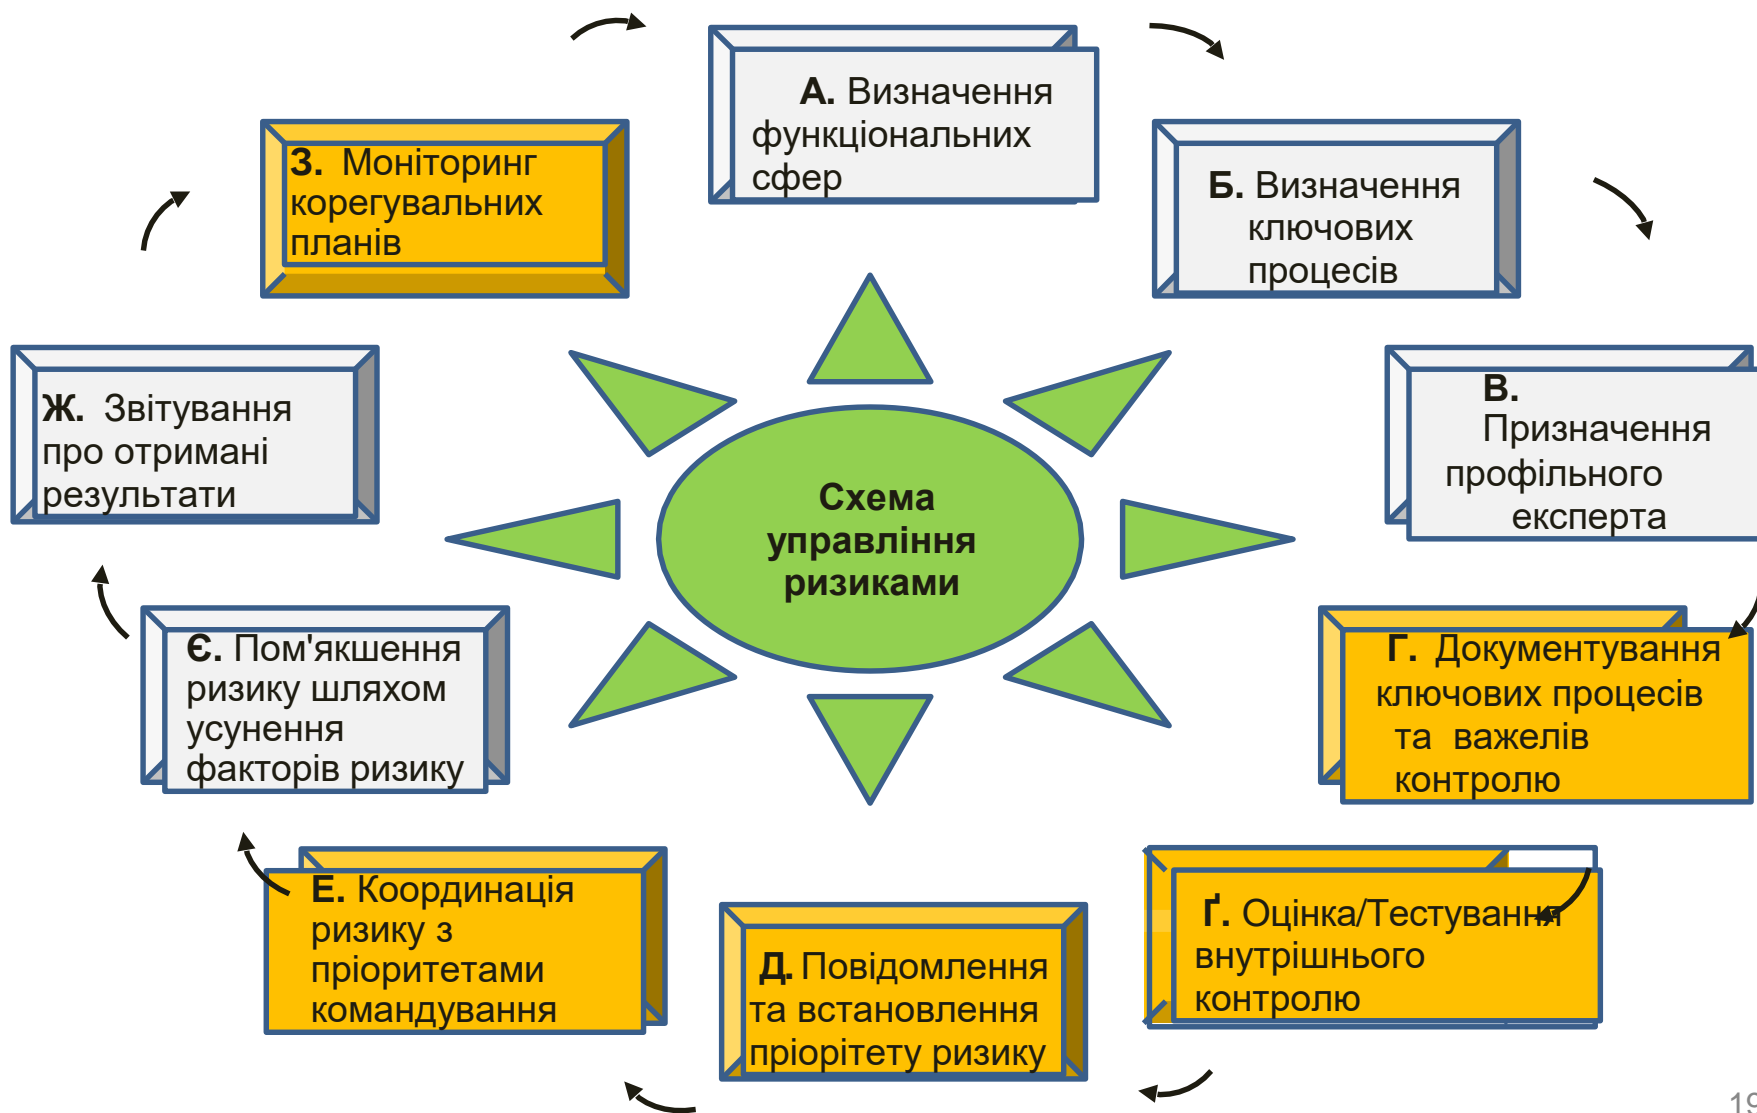 А. Визначення
функціональних
сфер
Б. Визначення
ключових
процесів
В.
Призначення
профільного
експерта
Г. Документування
ключових процесів
та важелів
контролю
Ґ. Оцінка/Тестування
внутрішнього
контролю
Д. Повідомлення
та встановлення
пріорітету ризику
Е. Координація
ризику з
пріоритетами
командування
Є. Пом'якшення
ризику шляхом
усунення
факторів ризику
Ж. Звітування
про отримані
результати
З. Моніторинг
корегувальних
планів
Схема
управління
ризиками
19